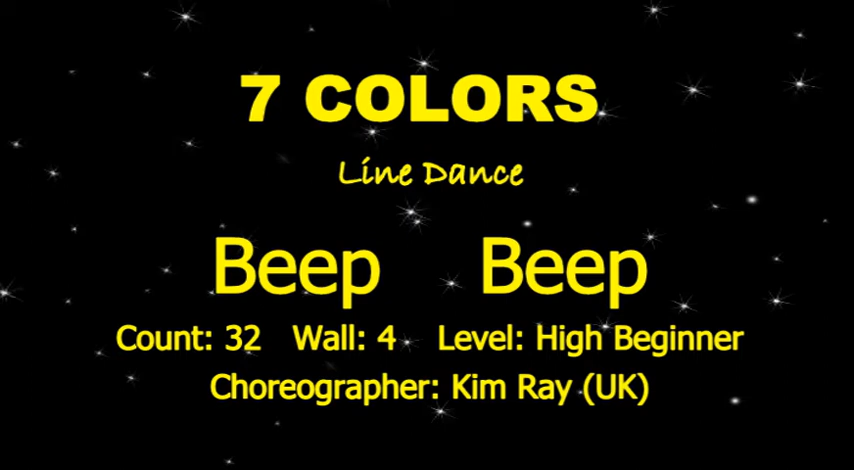 7 COLORS
Line Dance
Beep Beep
Count: 32 Wall: 4 Level: High Beginner
Choreographer: Kim Ray (UK)